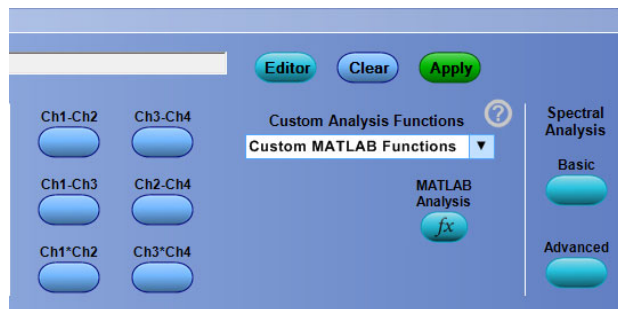 Editor Clear Apply
Ch1-Ch2 Ch3-Ch4 Custom Analysis Functions ? Spectral
Analysis
Custom MATLAB Functions
Basic
Ch1-Ch3 Ch2-Ch4 MATLAB
Analysis
fx
Ch1*Ch2 Ch3*Ch4 Advanced